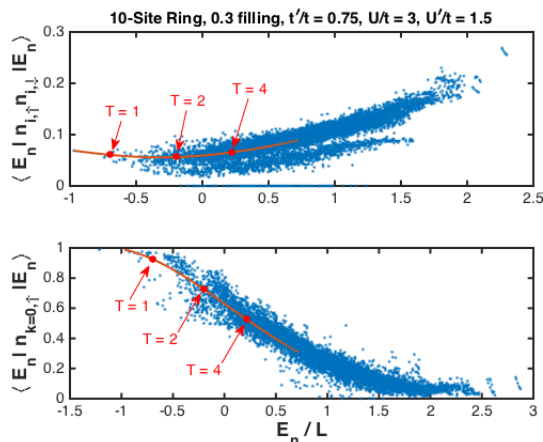 10-Site Ring, 0.3 filling, t′/t = 0.75, U/t = 3, U′/t = 1.5
0.3
0.2
0.1
0
⟨ E_n | n_{i,↑} n_{i,↓} | E_n ⟩
T = 1
T = 2
T = 4
-1 -0.5 0 0.5 1 1.5 2 2.5
1
0.8
0.6
0.4
0.2
0
⟨ E_n | n_{k=0,↑} | E_n ⟩
T = 1
T = 2
T = 4
-1.5 -1 -0.5 0 0.5 1 1.5 2 2.5 3
E_n / L